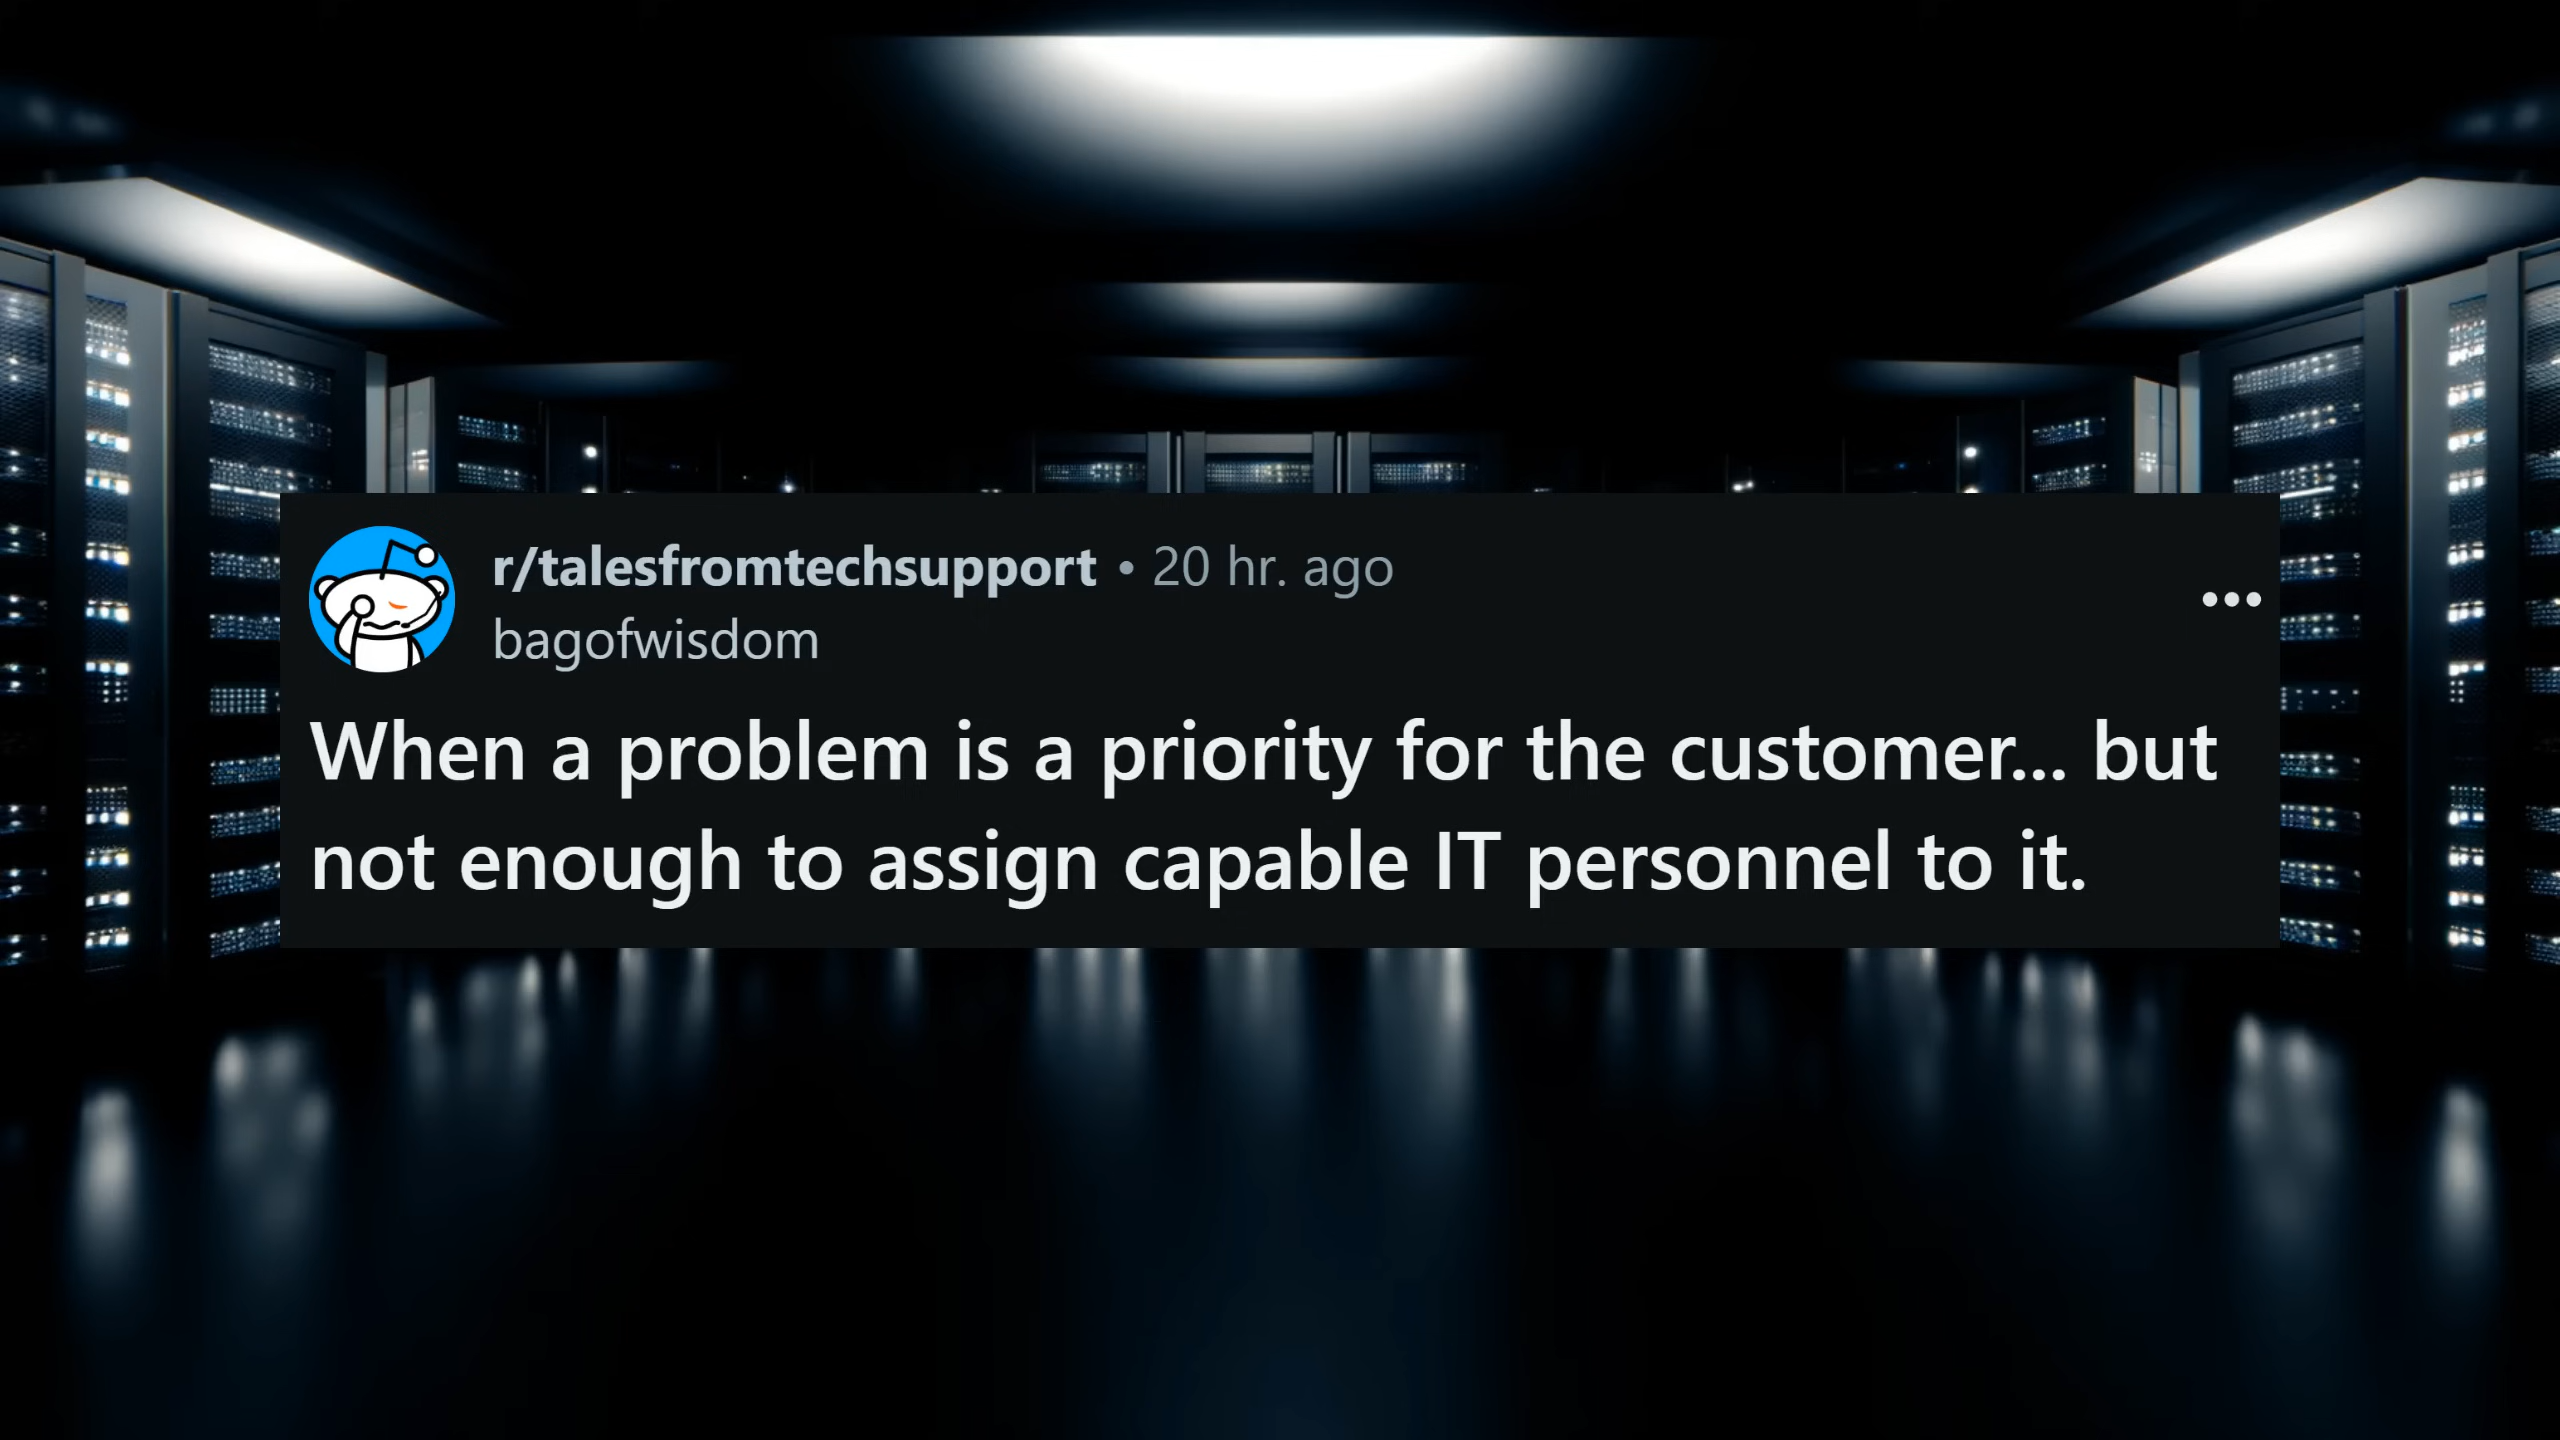 r/talesfromtechsupport • 20 hr. ago
bagofwisdom
When a problem is a priority for the customer... but
not enough to assign capable IT personnel to it.